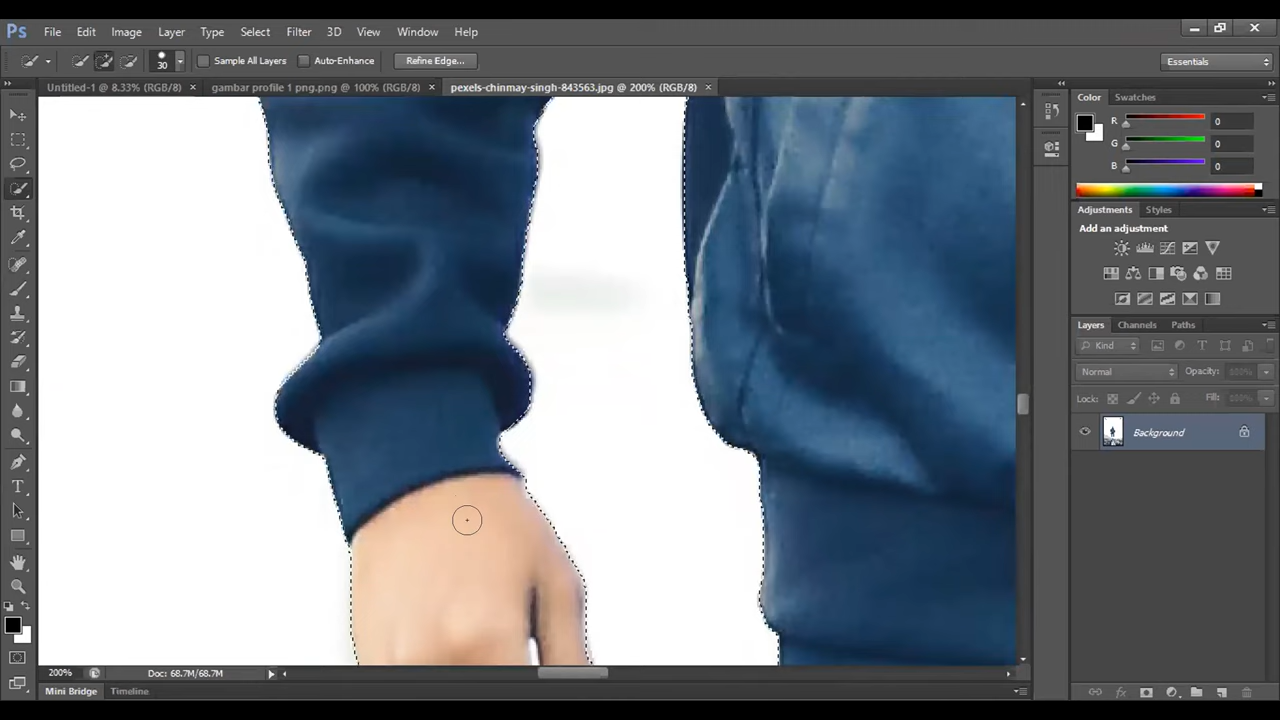 Ps File Edit Image Layer Type Select Filter 3D View Window Help
30 Sample All Layers Auto-Enhance Refine Edge... Essentials
Untitled-1 @ 8.33% (RGB/8) × gambar profile 1 png.png @ 100% (RGB/8) × pexels-chinmay-singh-843563.jpg @ 200% (RGB/8) ×
Color Swatches
R 0
G 0
B 0
Adjustments Styles
Add an adjustment
Layers Channels Paths
Kind
Normal Opacity: 100%
Lock: Fill: 100%
Background
200% Doc: 68.7M/68.7M
Mini Bridge Timeline